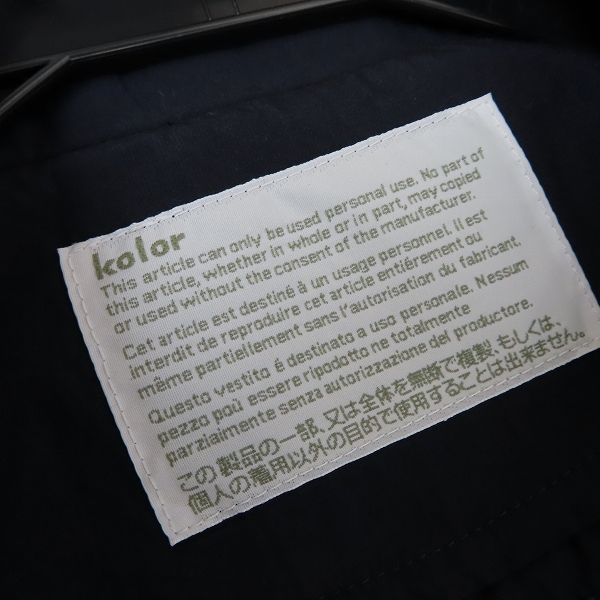 kolor
This article can only be used personal use. No part of
this article, whether in whole or in part, may copied
or used without the consent of the manufacturer.
Cet article est destiné à un usage personnel. il est
interdit de reproduire cet article entiérement ou
même partiellement sans l'autorisation du fabricant.
Questo vestito é destinato a uso personale. Nessum
pezzo poü essere ripodotto ne totalmente
parziaimente senza autorizzazione del productore.
この製品の一部、又は全体を無断で複製、もしくは、
個人の着用以外の目的で使用することは出来ません。